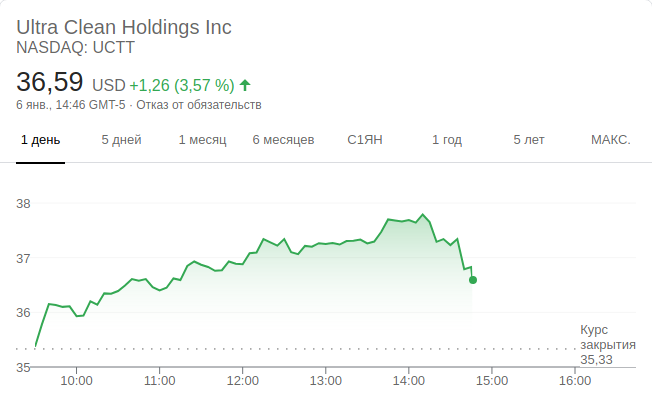 Ultra Clean Holdings Inc
NASDAQ: UCTT
36,59 USD +1,26 (3,57 %)
6 янв., 14:46 GMT-5 · Отказ от обязательств
1 день 5 дней 1 месяц 6 месяцев С1ЯН 1 год 5 лет МАКС.
38
37
36
35
Курс
закрытия
35,33
10:00 11:00 12:00 13:00 14:00 15:00 16:00